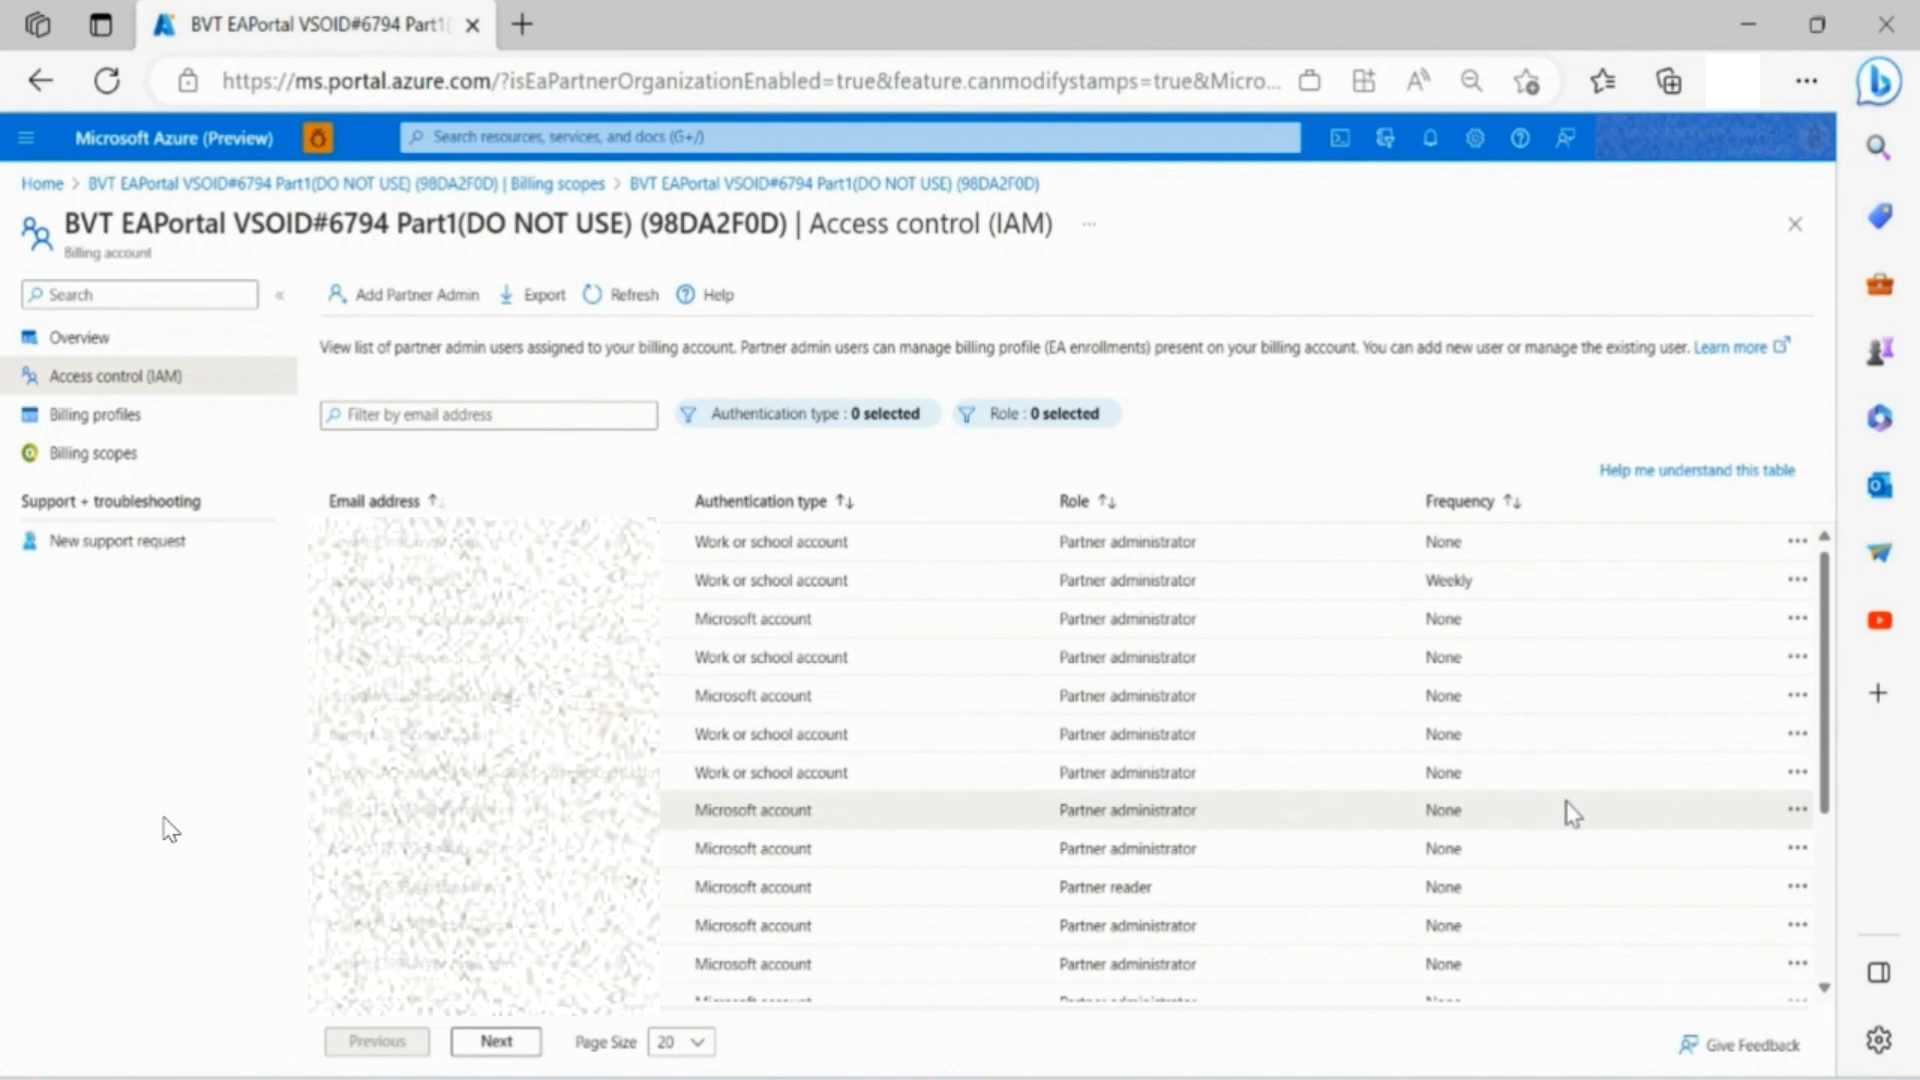 BVT EAPortal VSOID#6794 Part1(
https://ms.portal.azure.com/?isEaPartnerOrganizationEnabled=true&feature.canmodifystamps=true&Micro...
Microsoft Azure (Preview)
Search resources, services, and docs (G+/)
Home > BVT EAPortal VSOID#6794 Part1(DO NOT USE) (98DA2F0D) | Billing scopes > BVT EAPortal VSOID#6794 Part1(DO NOT USE) (98DA2F0D)
BVT EAPortal VSOID#6794 Part1(DO NOT USE) (98DA2F0D) | Access control (IAM) ...
Billing account
Search
Overview
Access control (IAM)
Billing profiles
Billing scopes
Support + troubleshooting
New support request
Add Partner Admin Export Refresh Help
View list of partner admin users assigned to your billing account. Partner admin users can manage billing profile (EA enrollments) present on your billing account. You can add new user or manage the existing user. Learn more
Filter by email address Authentication type : 0 selected Role : 0 selected
Help me understand this table
Email address Authentication type Role Frequency
Work or school account Partner administrator None
Work or school account Partner administrator Weekly
Microsoft account Partner administrator None
Work or school account Partner administrator None
Microsoft account Partner administrator None
Work or school account Partner administrator None
Work or school account Partner administrator None
Microsoft account Partner administrator None
Microsoft account Partner administrator None
Microsoft account Partner reader None
Microsoft account Partner administrator None
Microsoft account Partner administrator None
Previous Next Page Size 20
Give Feedback